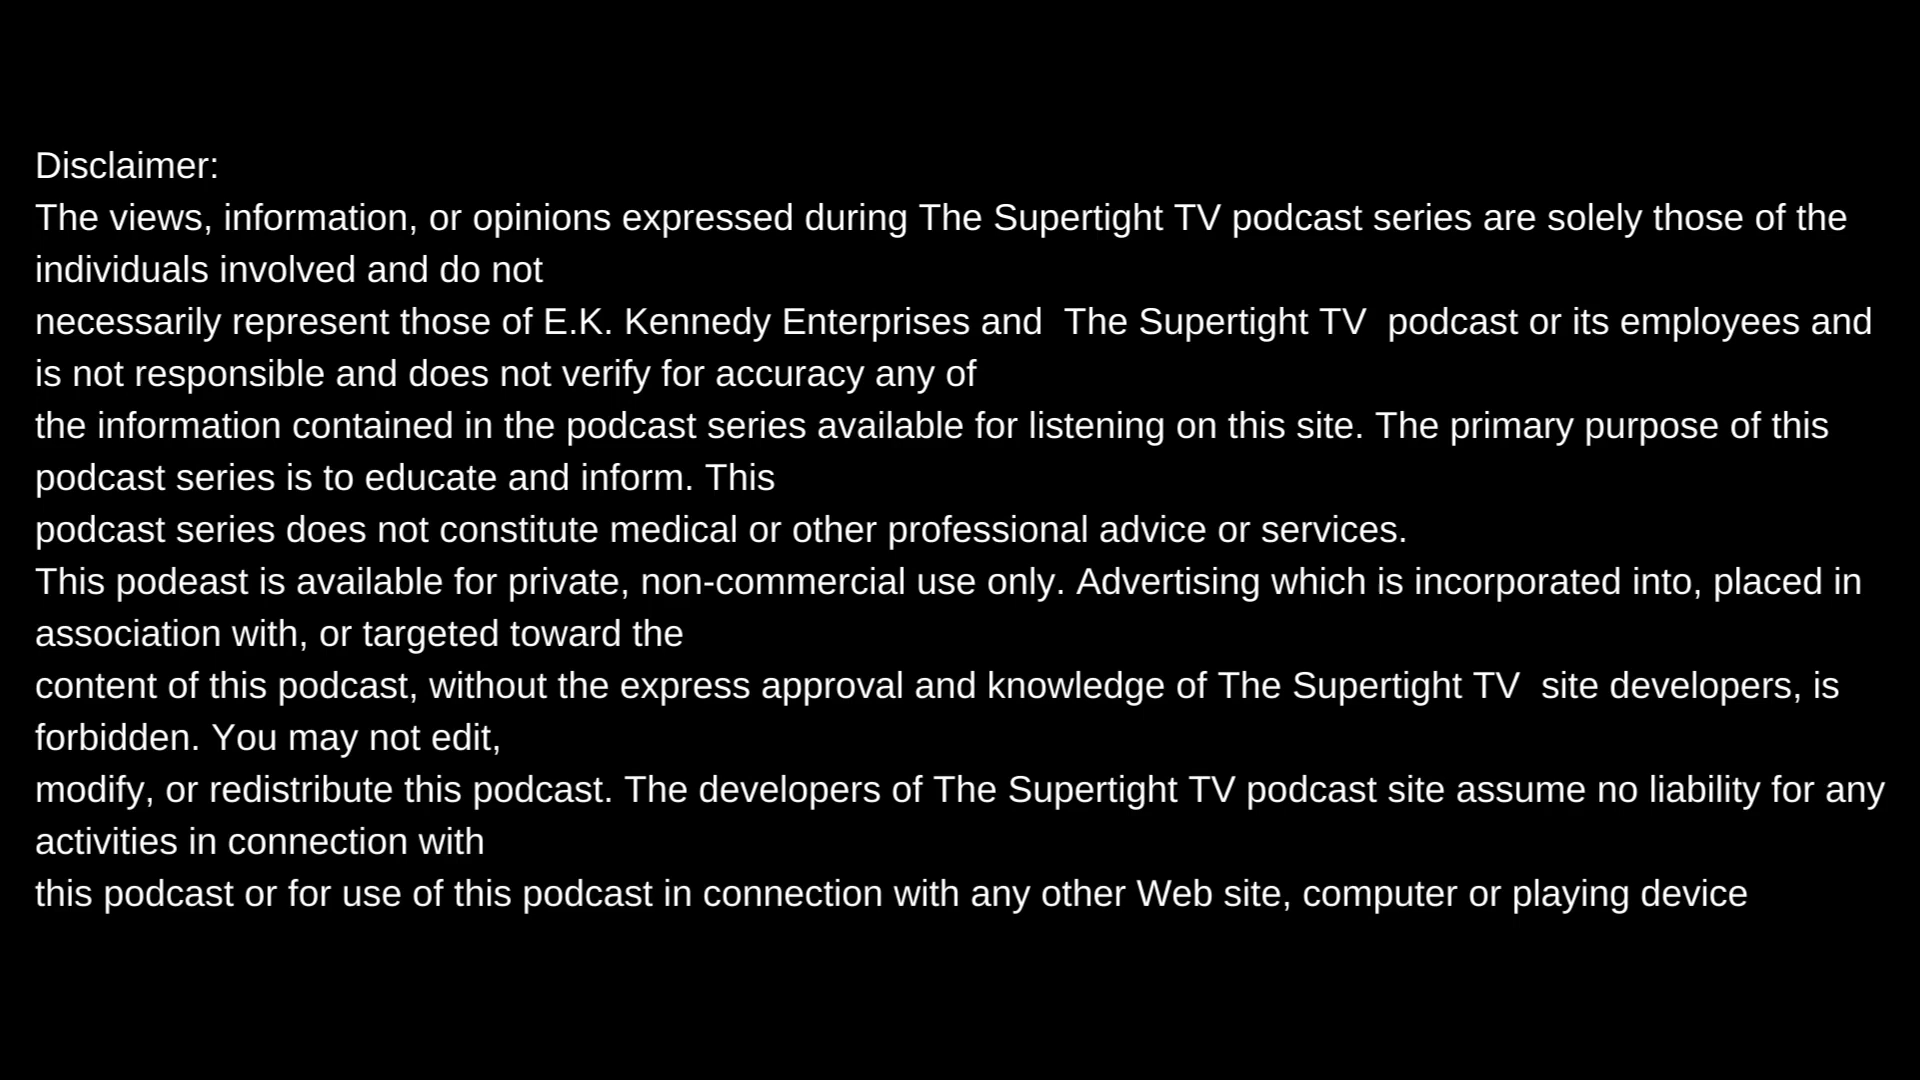 Disclaimer:
The views, information, or opinions expressed during The Supertight TV podcast series are solely those of the
individuals involved and do not
necessarily represent those of E.K. Kennedy Enterprises and  The Supertight TV  podcast or its employees and
is not responsible and does not verify for accuracy any of
the information contained in the podcast series available for listening on this site. The primary purpose of this
podcast series is to educate and inform. This
podcast series does not constitute medical or other professional advice or services.
This podeast is available for private, non-commercial use only. Advertising which is incorporated into, placed in
association with, or targeted toward the
content of this podcast, without the express approval and knowledge of The Supertight TV  site developers, is
forbidden. You may not edit,
modify, or redistribute this podcast. The developers of The Supertight TV podcast site assume no liability for any
activities in connection with
this podcast or for use of this podcast in connection with any other Web site, computer or playing device